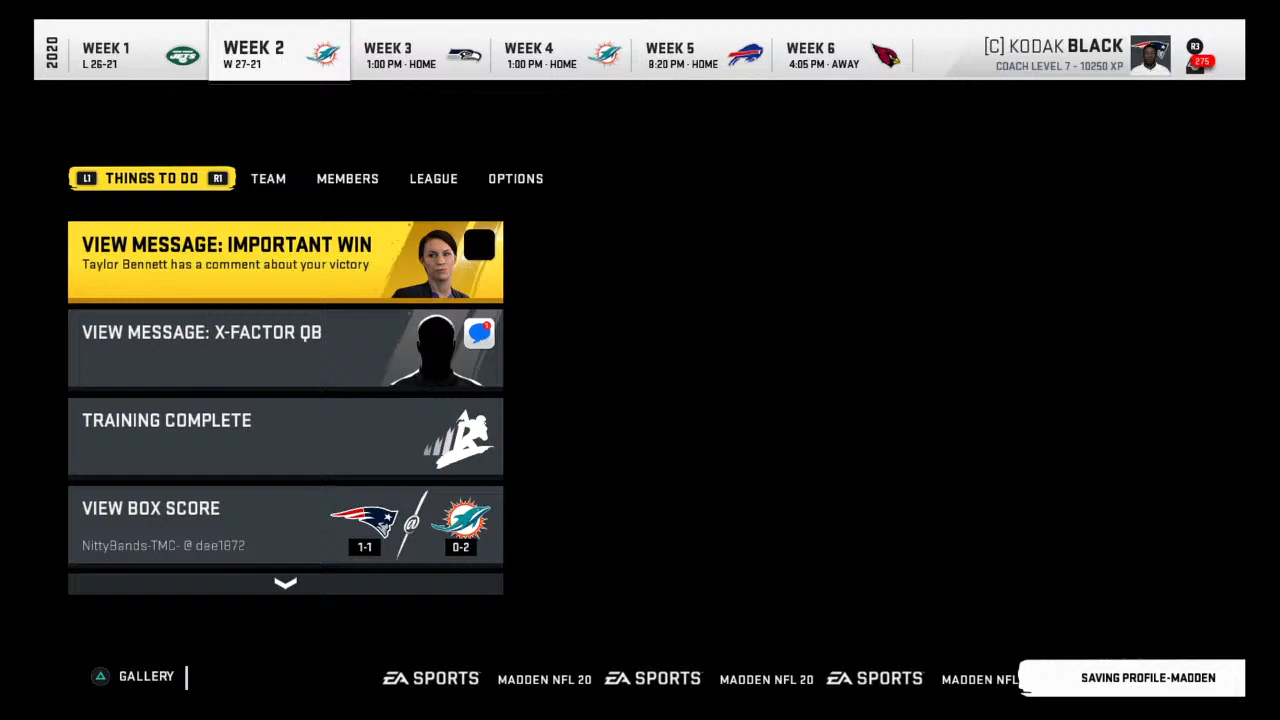 2020
WEEK 1
L 26-21
WEEK 2
W 27-21
WEEK 3
1:00 PM · HOME
WEEK 4
1:00 PM · HOME
WEEK 5
8:20 PM · HOME
WEEK 6
4:05 PM · AWAY
[C] KODAK BLACK
COACH LEVEL 7 - 10250 XP
R3
275
JETS
L1 THINGS TO DO R1 TEAM MEMBERS LEAGUE OPTIONS
VIEW MESSAGE: IMPORTANT WIN
Taylor Bennett has a comment about your victory
VIEW MESSAGE: X-FACTOR QB
1
TRAINING COMPLETE
VIEW BOX SCORE
NittyBands-TMC- @ dee1872
@
1-1
0-2
GALLERY
EA SPORTS MADDEN NFL 20 EA SPORTS MADDEN NFL 20 EA SPORTS MADDEN NFL
SAVING PROFILE-MADDEN